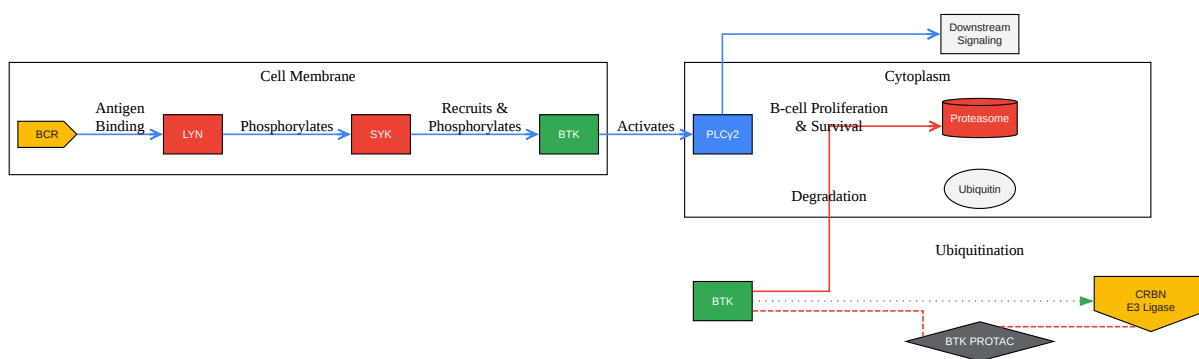 Downstream
Signaling
Cell Membrane
Cytoplasm
BCR
Antigen
Binding
LYN
Phosphorylates
SYK
Recruits &
Phosphorylates
BTK
Activates
PLCγ2
B-cell Proliferation
& Survival
Proteasome
Degradation
Ubiquitin
Ubiquitination
BTK
CRBN
E3 Ligase
BTK PROTAC